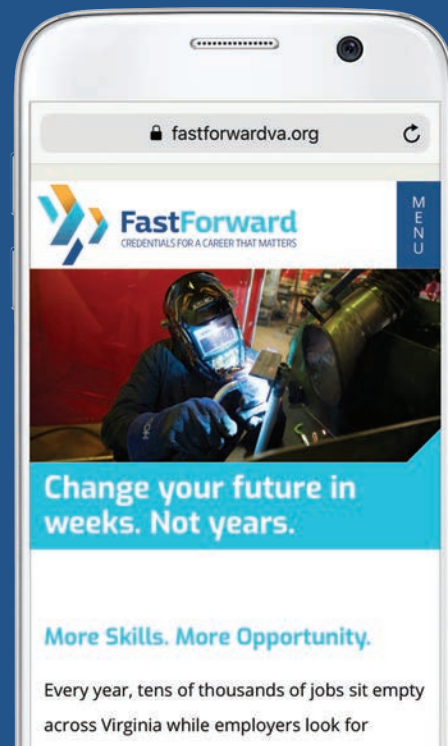 fastforwardva.org
FastForward
CREDENTIALS FOR A CAREER THAT MATTERS
MENU
Change your future in
weeks. Not years.
More Skills. More Opportunity.
Every year, tens of thousands of jobs sit empty
across Virginia while employers look for